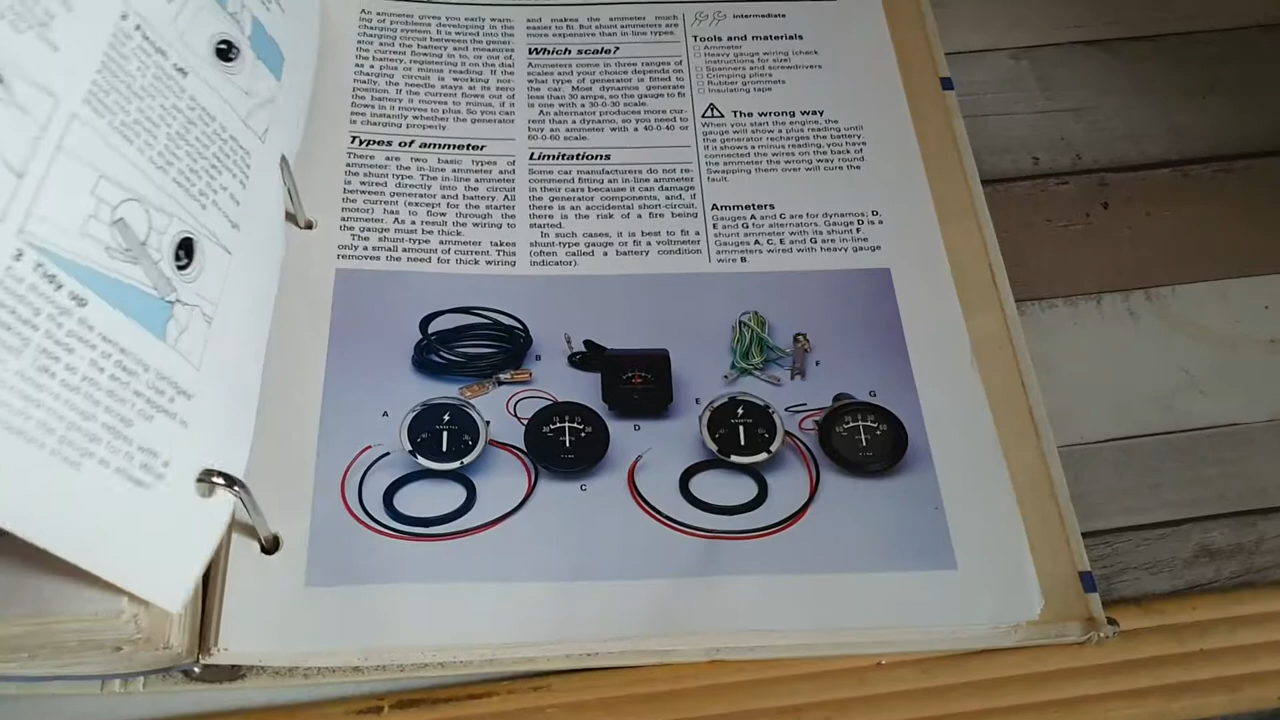 An ammeter gives you early warn-
ing of problems developing in the
charging system. It is wired into the
charging circuit between the gener-
ator and the battery and measures
the current flowing in to, or out of,
the battery, registering it on the dial
as a plus or minus reading. If the
charging circuit is working nor-
mally, the needle stays at its zero
position. If the current flows out of
the battery it moves to minus, if it
flows in it moves to plus. So you can
see instantly whether the generator
is charging properly.
Types of ammeter
There are two basic types of
ammeter: the in-line ammeter and
the shunt type. The in-line ammeter
is wired directly into the circuit
between generator and battery. All
the current (except for the starter
motor) has to flow through the
ammeter. As a result the wiring to
the gauge must be thick.
The shunt-type ammeter takes
only a small amount of current. This
removes the need for thick wiring
and makes the ammeter much
easier to fit. But shunt ammeters are
more expensive than in-line types.
Which scale?
Ammeters come in three ranges of
scales and your choice depends on
what type of generator is fitted to
the car. Most dynamos generate
less than 30 amps, so the gauge to fit
is one with a 30-0-30 scale.
An alternator produces more cur-
rent than a dynamo, so you need to
buy an ammeter with a 40-0-40 or
60-0-60 scale.
Limitations
Some car manufacturers do not re-
commend fitting an in-line ammeter
in their cars because it can damage
the generator components, and, if
there is an accidental short-circuit,
there is the risk of a fire being
started.
In such cases, it is best to fit a
shunt-type gauge or fit a voltmeter
(often called a battery condition
indicator).
intermediate
Tools and materials
Ammeter
Heavy gauge wiring (check
instructions for size)
Spanners and screwdrivers
Crimping pliers
Rubber grommets
Insulating tape
The wrong way
When you start the engine, the
gauge will show a plus reading until
the generator recharges the battery.
If it shows a minus reading, you have
connected the wires on the back of
the ammeter the wrong way round.
Swapping them over will cure the
fault.
Ammeters
Gauges A and C are for dynamos; D,
E and G for alternators. Gauge D is a
shunt ammeter with its shunt F.
Gauges A, C, E and G are in-line
ammeters wired with heavy gauge
wire B.
A
B
C
D
E
F
G
30 15 0 15 30
60 30 0 30 60
3 Tidy up